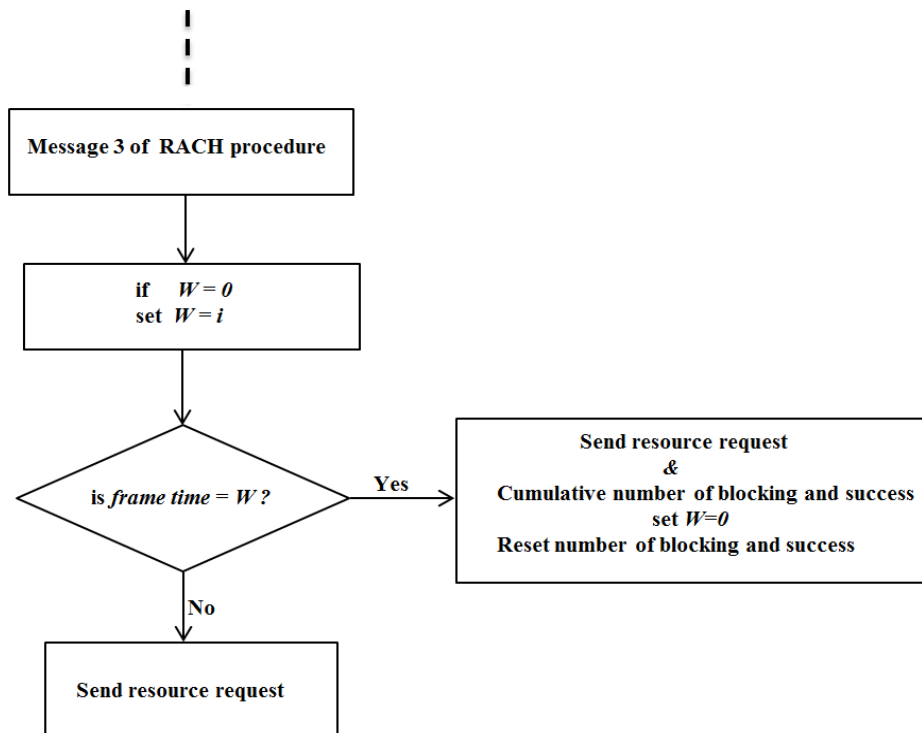 Message 3 of RACH procedure
if W = 0
set W = i
is frame time = W ?
Yes
Send resource request
&
Cumulative number of blocking and success
set W=0
Reset number of blocking and success
No
Send resource request